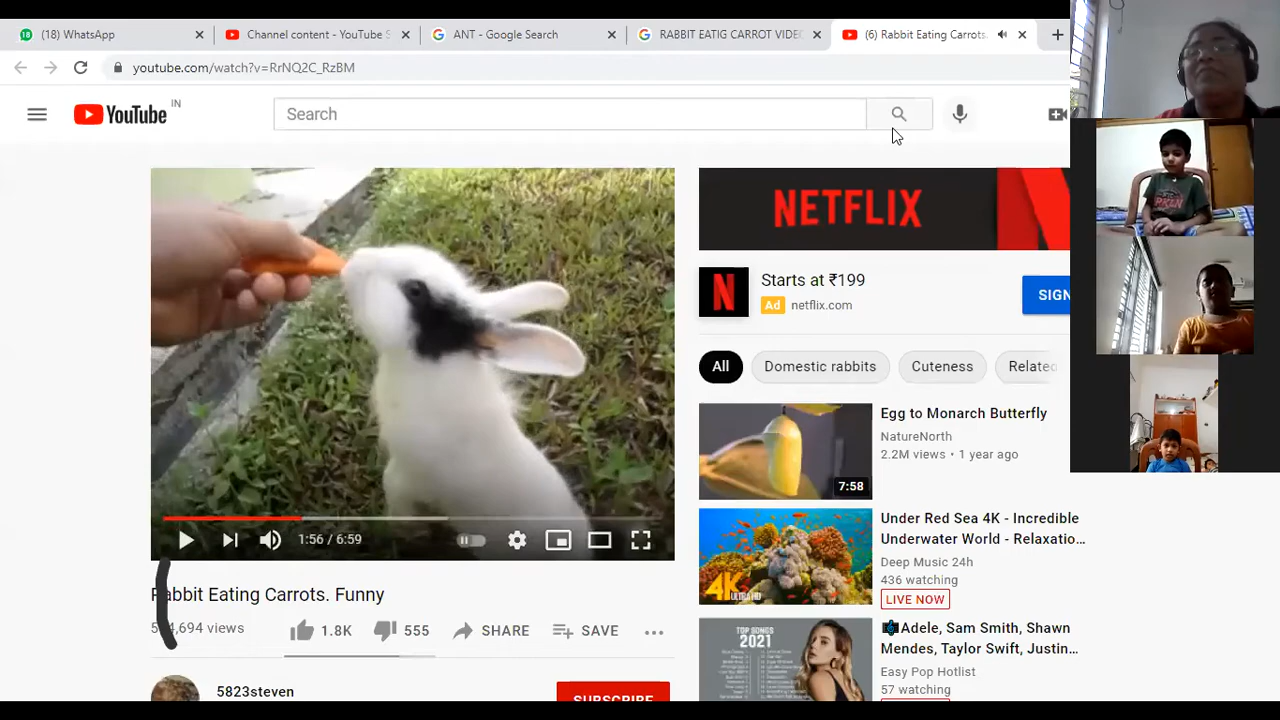 (18) WhatsApp
Channel content - YouTube S
ANT - Google Search
RABBIT EATIG CARROT VIDEO
(6) Rabbit Eating Carrots.
youtube.com/watch?v=RrNQ2C_RzBM
YouTube IN
Search
NETFLIX
Starts at ₹199
Ad netflix.com
SIGN
All
Domestic rabbits
Cuteness
Related
Egg to Monarch Butterfly
NatureNorth
2.2M views • 1 year ago
7:58
Under Red Sea 4K - Incredible
Underwater World - Relaxatio...
Deep Music 24h
436 watching
LIVE NOW
4K
ULTRA HD
1:56 / 6:59
Rabbit Eating Carrots. Funny
694 views
1.8K
555
SHARE
SAVE
5823steven
SUBSCRIBE
TOP SONGS
2021
Adele, Sam Smith, Shawn
Mendes, Taylor Swift, Justin...
Easy Pop Hotlist
57 watching